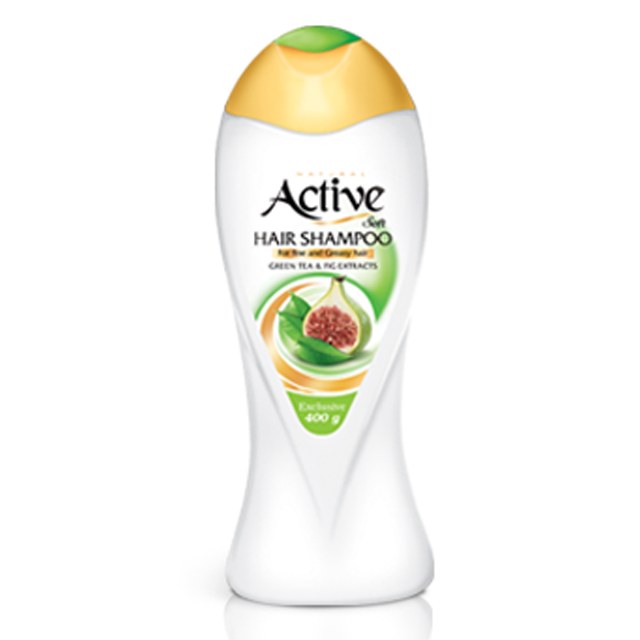 NATURAL
Active
Soft
HAIR SHAMPOO
For fine and Greasy hair
GREEN TEA & FIG EXTRACTS
Exclusive
400 g